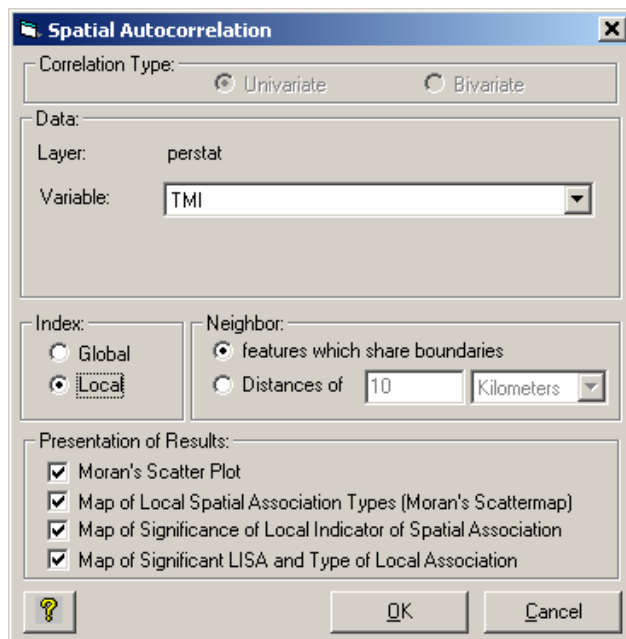 Spatial Autocorrelation
Correlation Type:
Univariate Bivariate
Data:
Layer: perstat
Variable: TMI
Index: Neighbor:
Global features which share boundaries
Local Distances of 10 Kilometers
Presentation of Results:
Moran's Scatter Plot
Map of Local Spatial Association Types (Moran's Scattermap)
Map of Significance of Local Indicator of Spatial Association
Map of Significant LISA and Type of Local Association
? OK Cancel